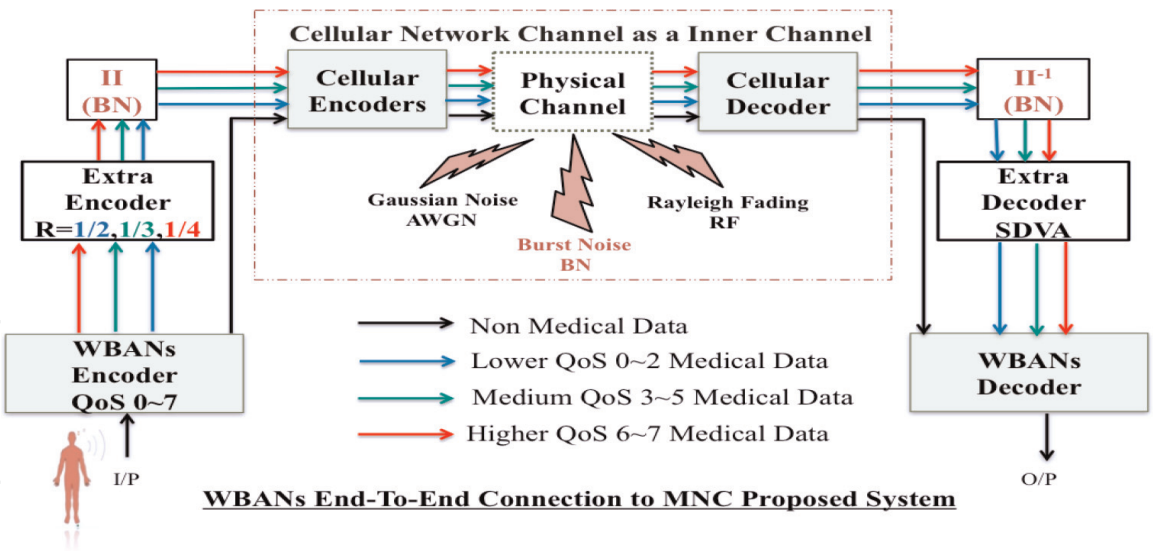 Cellular Network Channel as a Inner Channel
II
(BN)
Cellular
Encoders
Physical
Channel
Cellular
Decoder
II-1
(BN)
Extra
Encoder
R=1/2,1/3,1/4
Gaussian Noise
AWGN
Burst Noise
BN
Rayleigh Fading
RF
Extra
Decoder
SDVA
WBANs
Encoder
QoS 0~7
Non Medical Data
Lower QoS 0~2 Medical Data
Medium QoS 3~5 Medical Data
Higher QoS 6~7 Medical Data
WBANs
Decoder
I/P
O/P
WBANs End-To-End Connection to MNC Proposed System